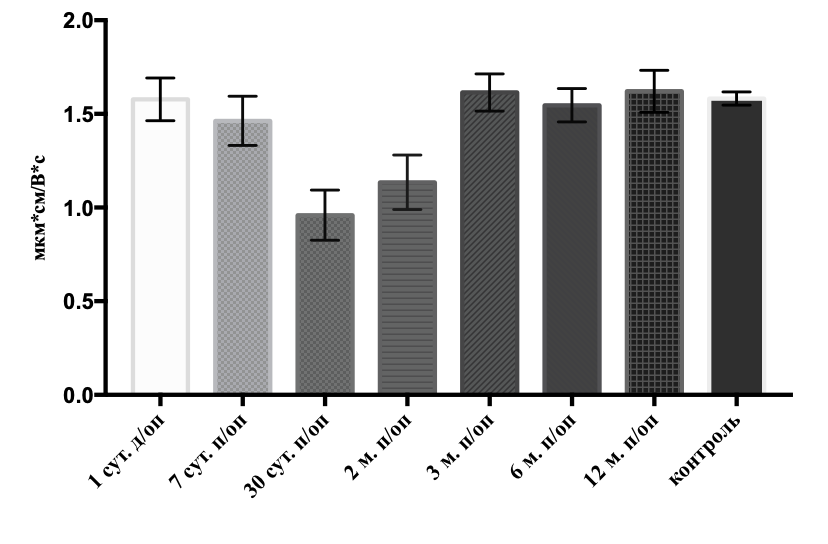 2.0
1.5
1.0
0.5
0.0
мкм*см/В*с
1 сут. д/оп
7 сут. п/оп
30 сут. п/оп
2 м. п/оп
3 м. п/оп
6 м. п/оп
12 м. п/оп
контроль